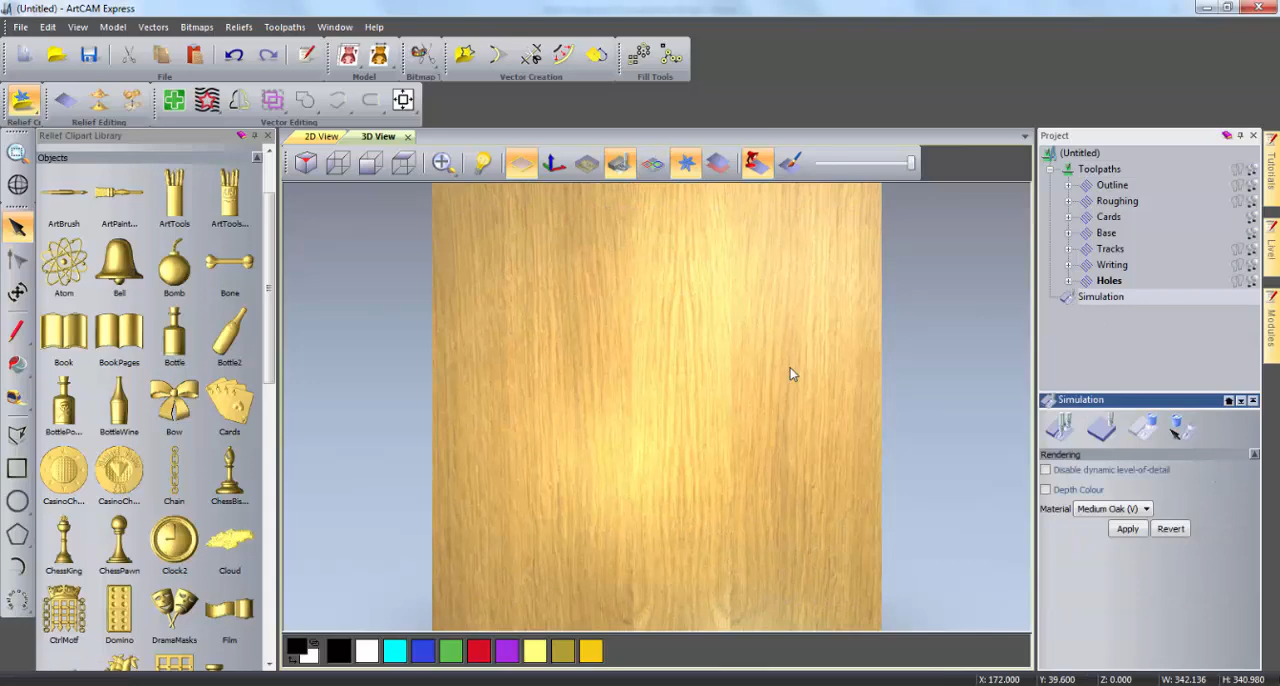 (Untitled) - ArtCAM Express
File Edit View Model Vectors Bitmaps Reliefs Toolpaths Window Help
File Model Bitmap Vector Creation Fill Tools
Relief Cr Relief Editing Vector Editing
Relief Clipart Library
Objects
ArtBrush ArtPaint... ArtTools ArtTools...
Atom Bell Bomb Bone
Book BookPages Bottle Bottle2
BottlePo... BottleWine Bow Cards
CasinoCh... CasinoCh... Chain ChessBis...
ChessKing ChessPawn Clock2 Cloud
CtrlMotf Domino DramaMasks Film
2D View 3D View
Project
(Untitled)
Toolpaths
Outline
Roughing
Cards
Base
Tracks
Writing
Holes
Simulation
Simulation
Rendering
Disable dynamic level-of-detail
Depth Colour
Material Medium Oak (V)
Apply Revert
Tutorials
Live!
Modules
X: 172.000 Y: 39.600 Z: 0.000 W: 342.136 H: 340.980